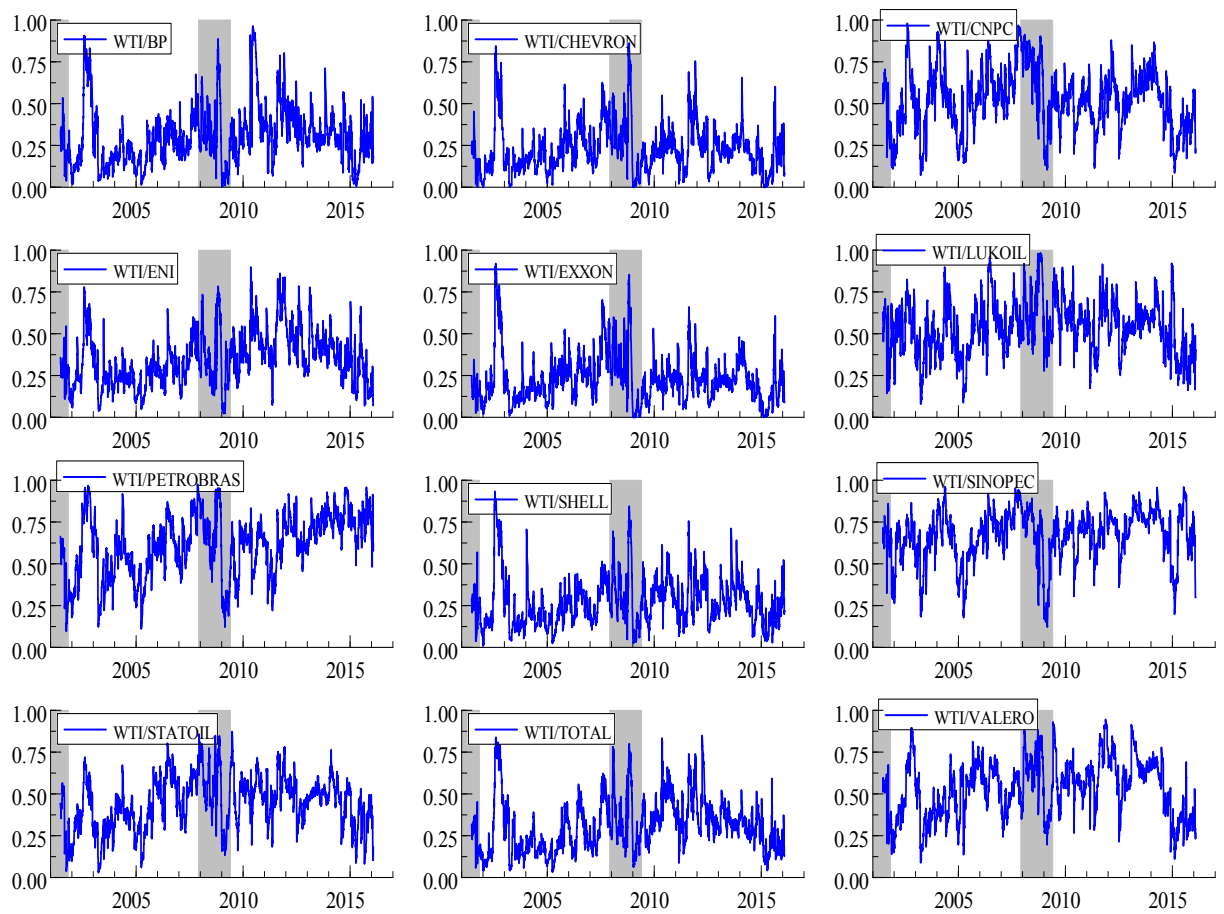 1.00 WTI/BP 1.00 WTI/CHEVRON 1.00 WTI/CNPC
0.75 0.75 0.75
0.50 0.50 0.50
0.25 0.25 0.25
0.00 0.00 0.00
2005 2010 2015 2005 2010 2015 2005 2010 2015
1.00 WTI/ENI 1.00 WTI/EXXON 1.00 WTI/LUKOIL
0.75 0.75 0.75
0.50 0.50 0.50
0.25 0.25 0.25
0.00 0.00 0.00
2005 2010 2015 2005 2010 2015 2005 2010 2015
1.00 WTI/PETROBRAS 1.00 WTI/SHELL 1.00 WTI/SINOPEC
0.75 0.75 0.75
0.50 0.50 0.50
0.25 0.25 0.25
0.00 0.00 0.00
2005 2010 2015 2005 2010 2015 2005 2010 2015
1.00 WTI/STATOIL 1.00 WTI/TOTAL 1.00 WTI/VALERO
0.75 0.75 0.75
0.50 0.50 0.50
0.25 0.25 0.25
0.00 0.00 0.00
2005 2010 2015 2005 2010 2015 2005 2010 2015